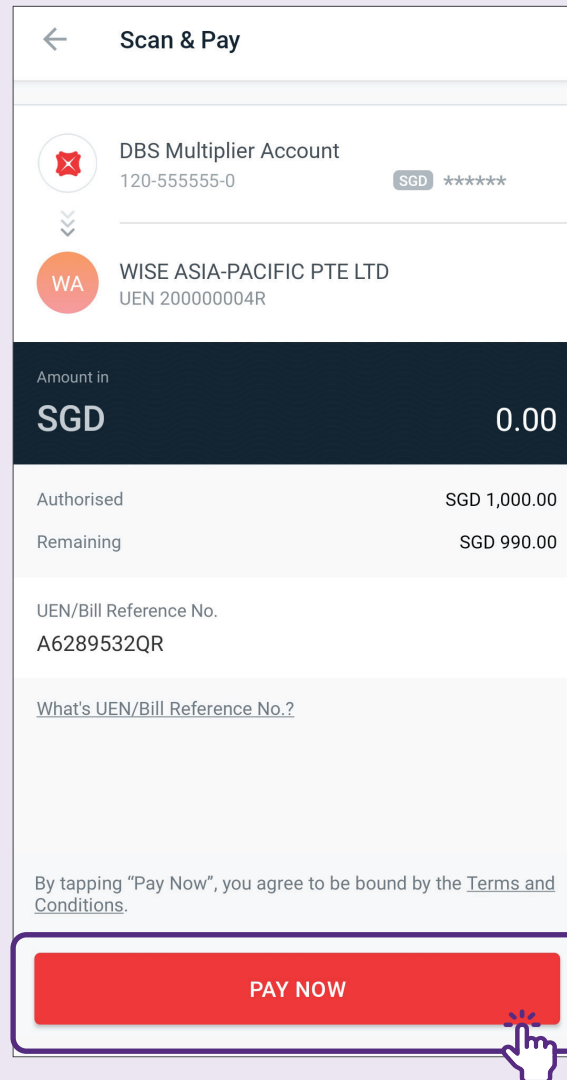 Scan & Pay
DBS Multiplier Account
120-555555-0 SGD ******
WA WISE ASIA-PACIFIC PTE LTD
UEN 200000004R
Amount in
SGD 0.00
Authorised SGD 1,000.00
Remaining SGD 990.00
UEN/Bill Reference No.
A6289532QR
What's UEN/Bill Reference No.?
By tapping “Pay Now”, you agree to be bound by the Terms and
Conditions.
PAY NOW